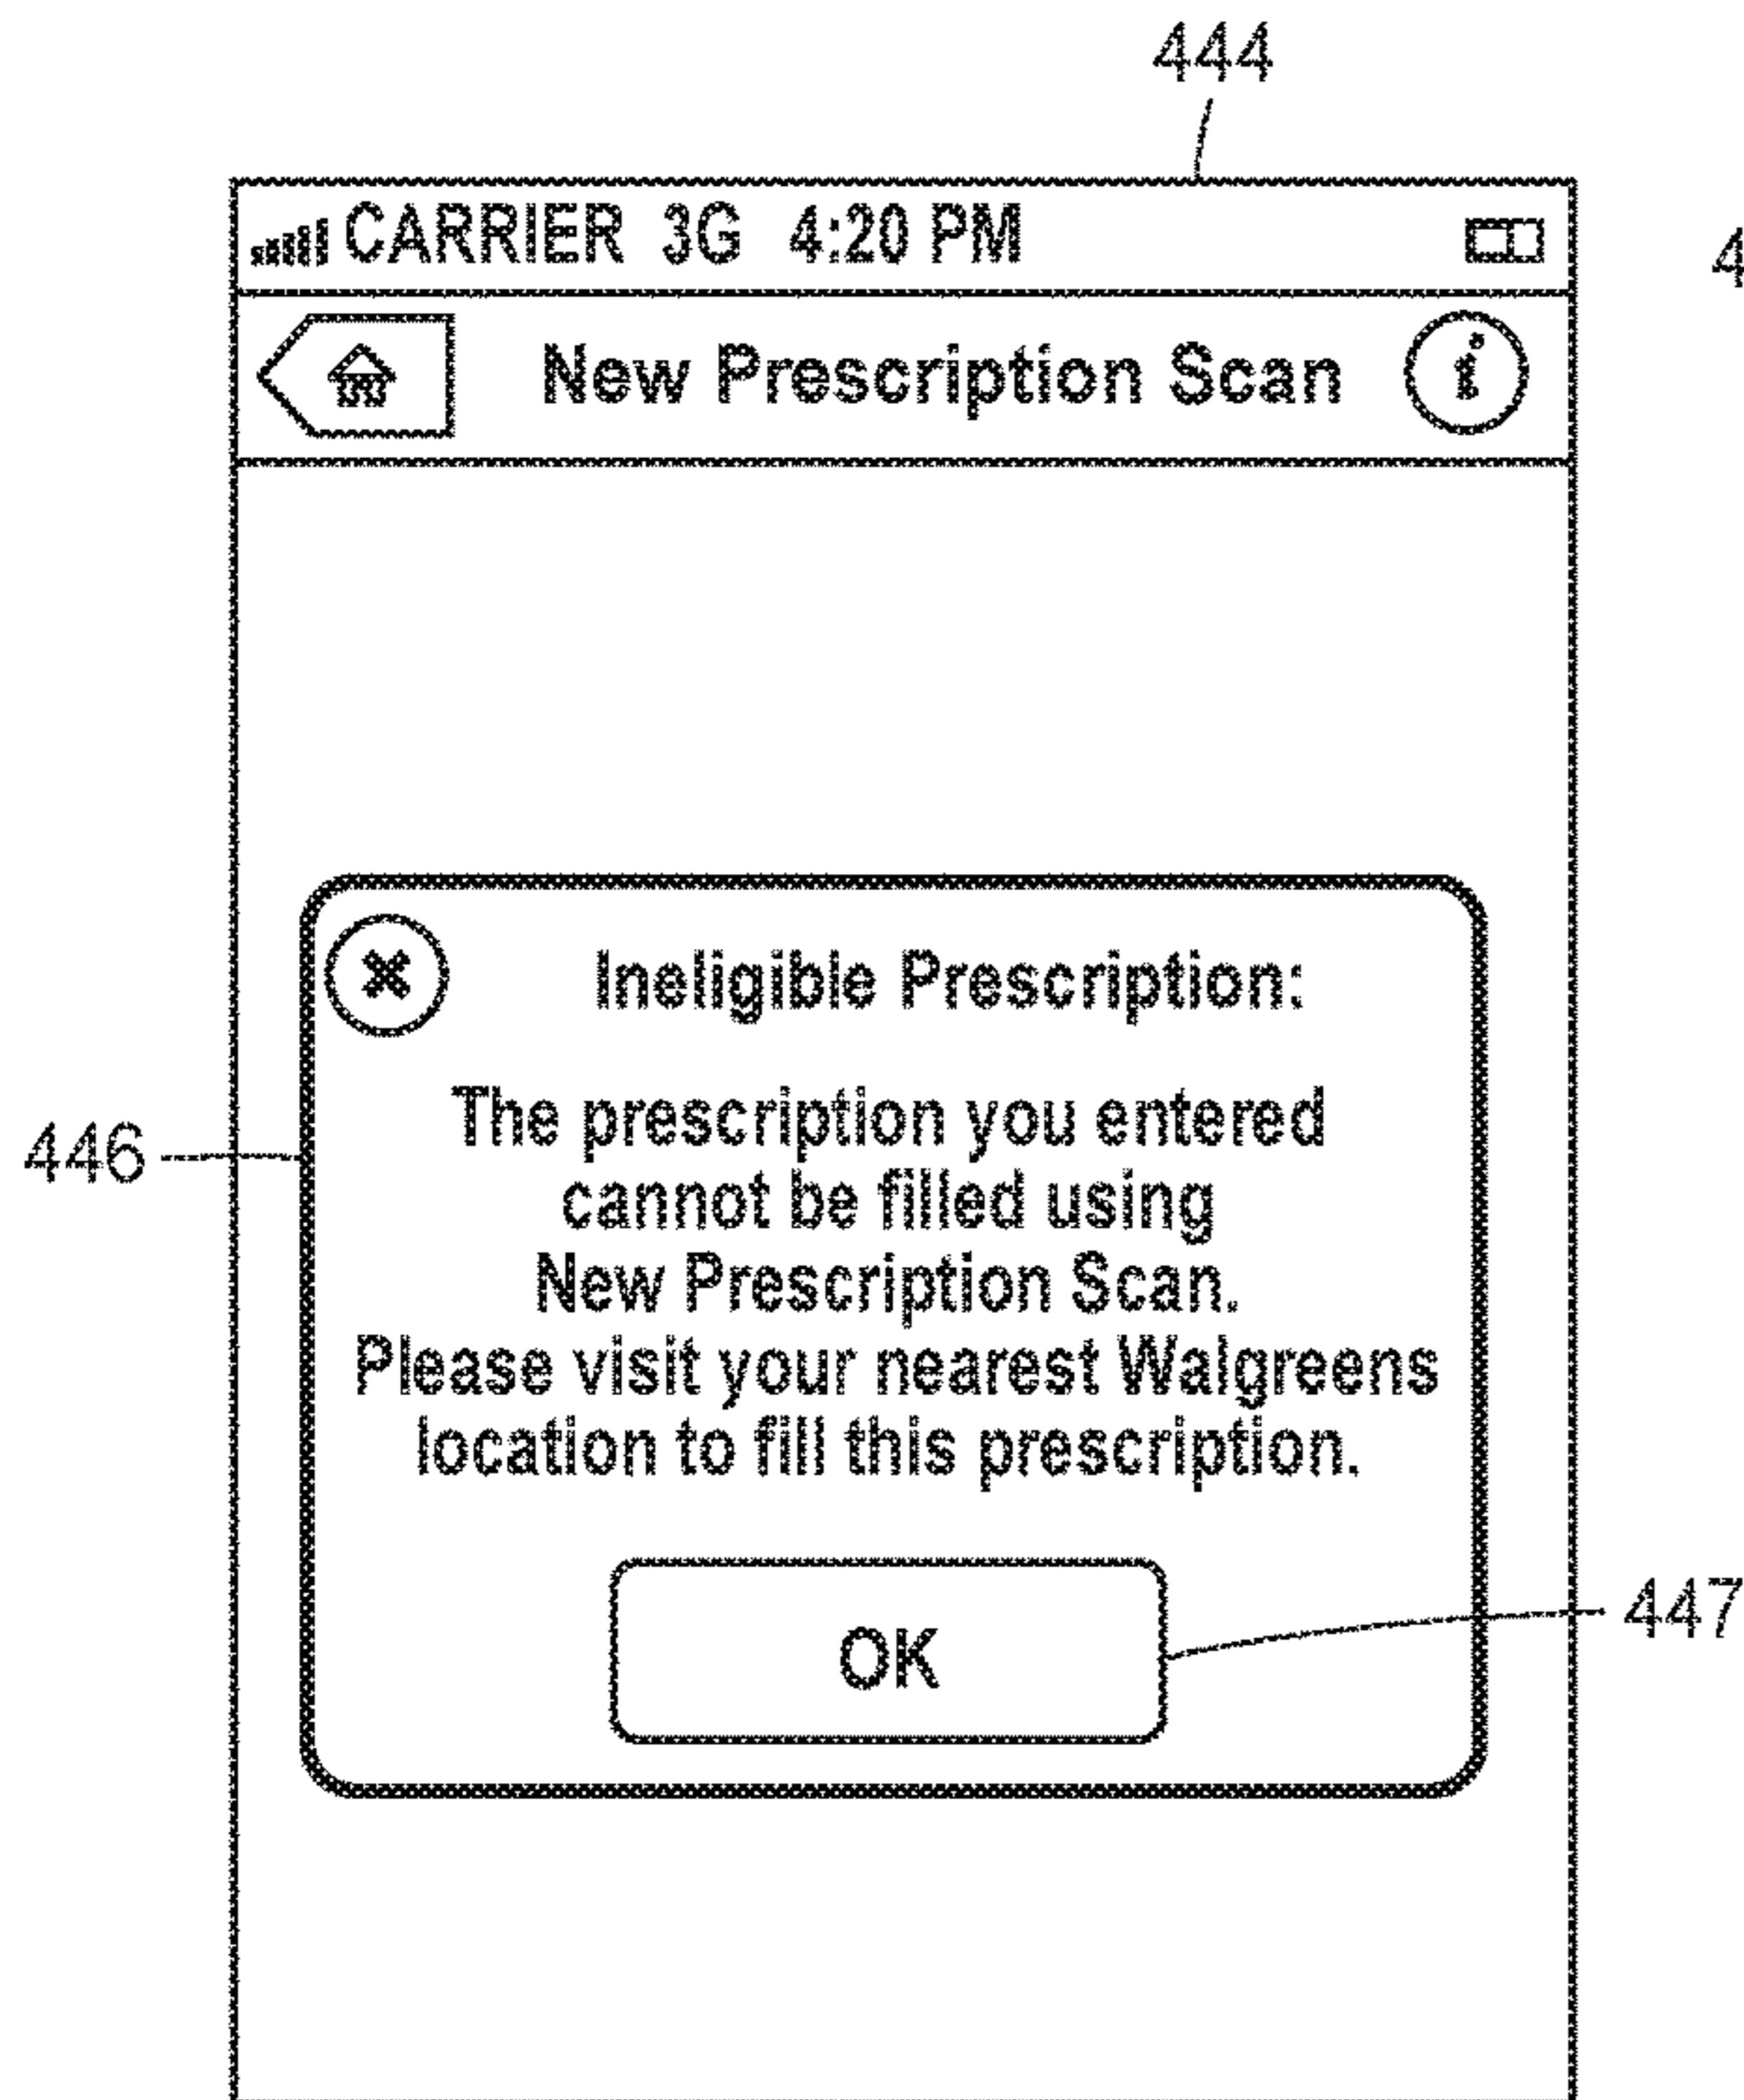 444
CARRIER 3G 4:20 PM
4
New Prescription Scan i
Ineligible Prescription:
The prescription you entered
cannot be filled using
New Prescription Scan.
Please visit your nearest Walgreens
location to fill this prescription.
446
OK
447